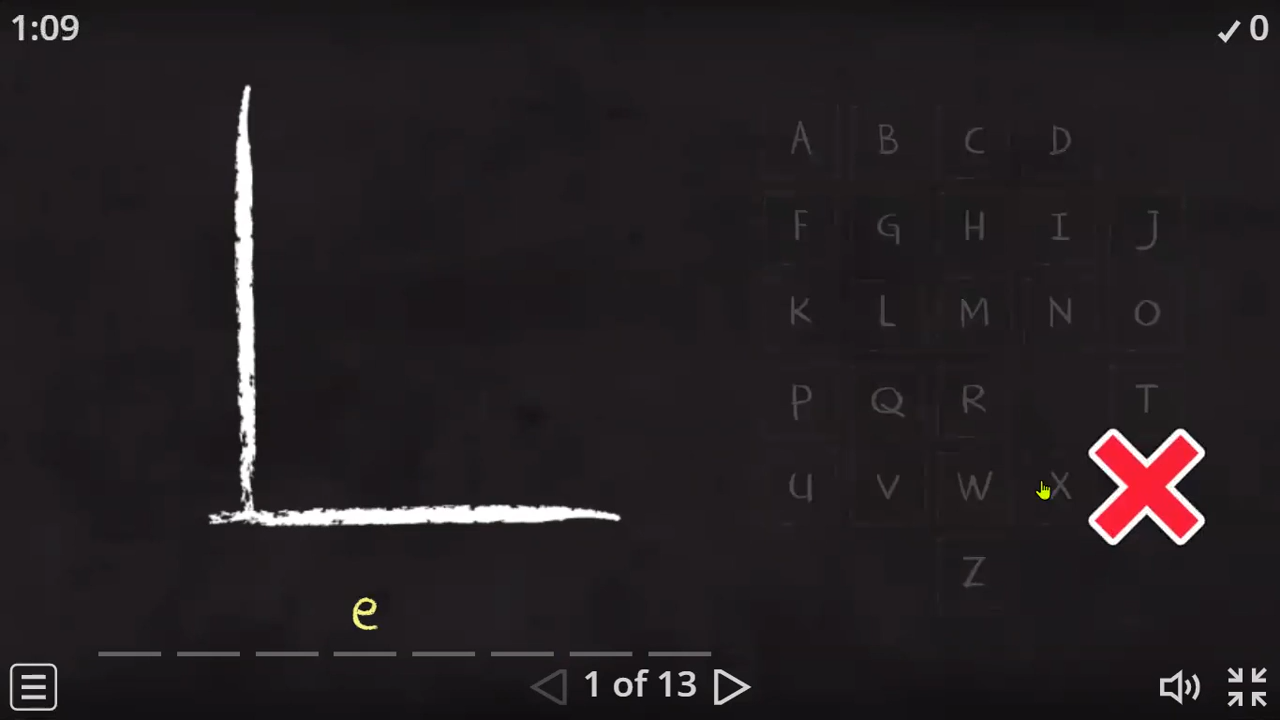 1:09
✓ 0
A B C D
F G H I J
K L M N O
P Q R T
U V W X
Z
e
1 of 13